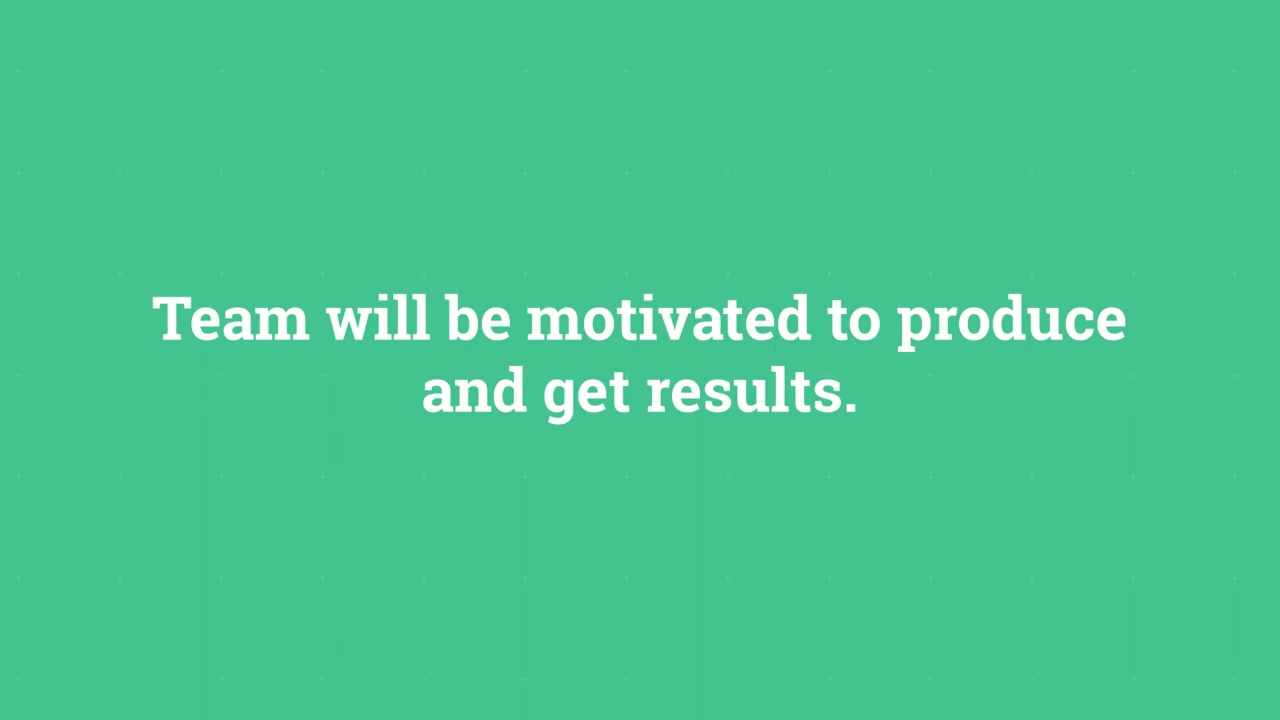 Team will be motivated to produce
and get results.